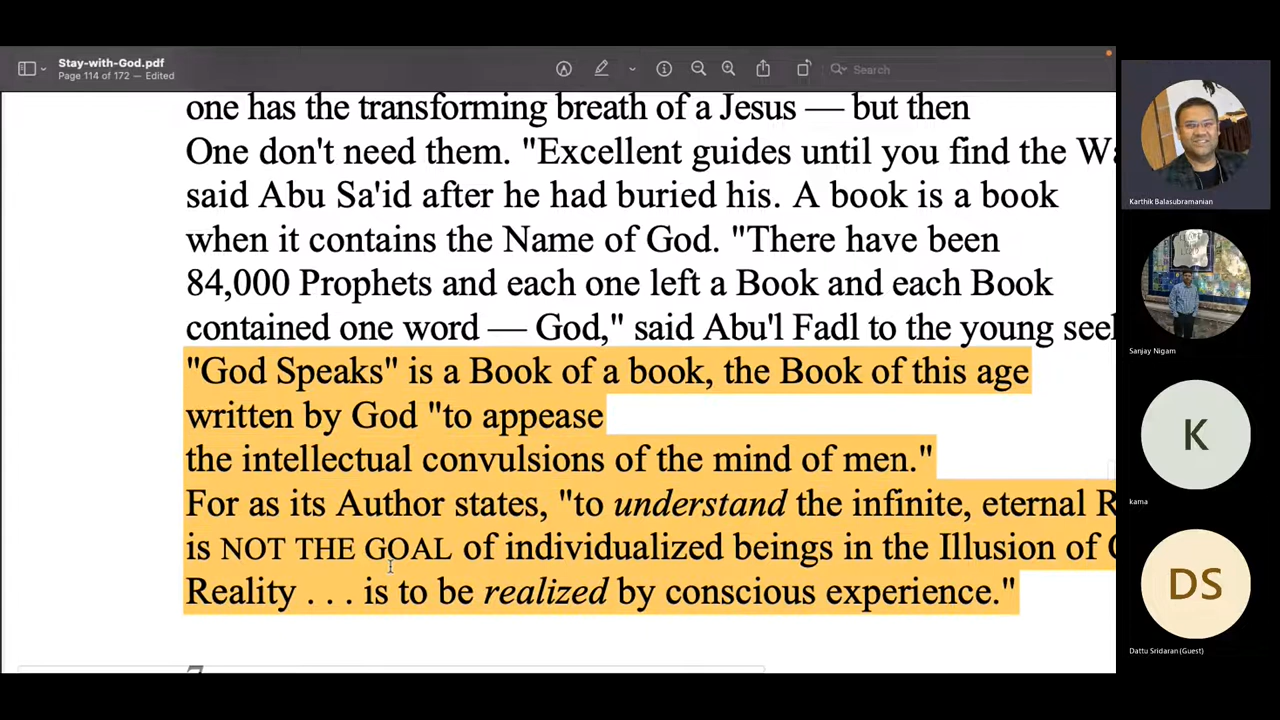 Stay-with-God.pdf
Page 114 of 172 — Edited
Search
one has the transforming breath of a Jesus — but then
One don't need them. "Excellent guides until you find the
said Abu Sa'id after he had buried his. A book is a book
when it contains the Name of God. "There have been
84,000 Prophets and each one left a Book and each Book
contained one word — God," said Abu'l Fadl to the young
"God Speaks" is a Book of a book, the Book of this age
written by God "to appease
the intellectual convulsions of the mind of men."
For as its Author states, "to understand the infinite, eternal
is NOT THE GOAL of individualized beings in the Illusion of
Reality . . . is to be realized by conscious experience."
Karthik Balasubramanian
Sanjay Nigam
K
kama
DS
Dattu Sridaran (Guest)